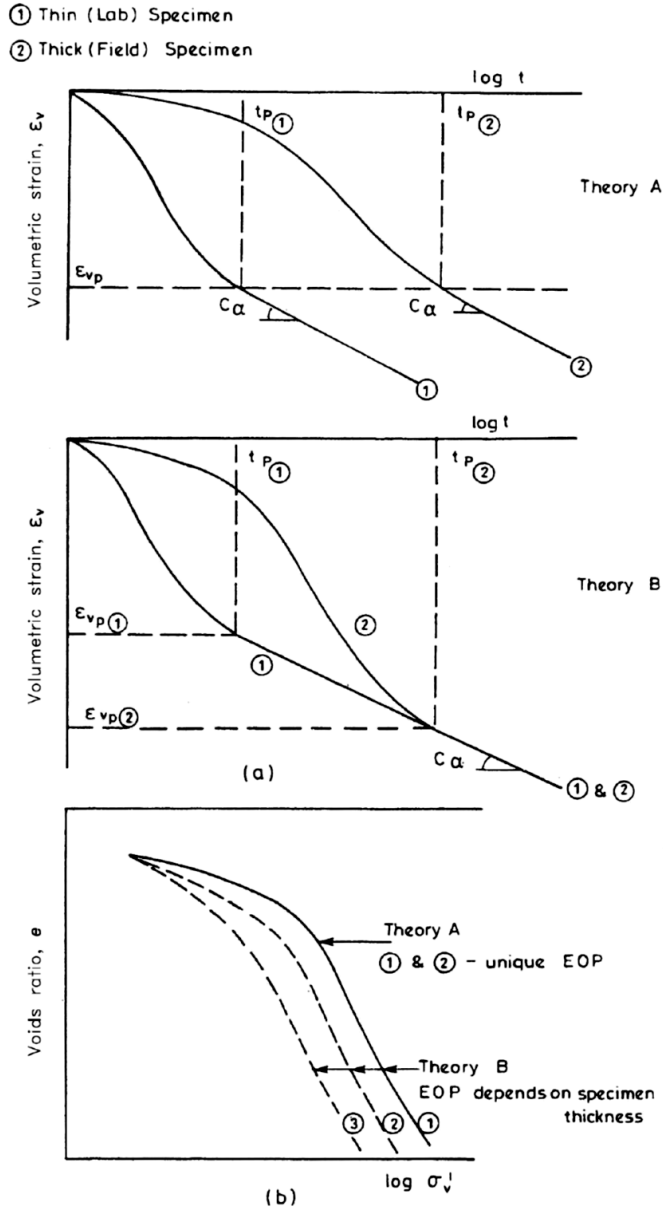 ① Thin (Lab) Specimen
② Thick (Field) Specimen
log t
tP①
tP②
Volumetric strain, εv
Theory A
εvp
Cα
Cα
①
②
log t
tP①
tP②
Volumetric strain, εv
Theory B
εvp①
②
①
εvp②
Cα
(a)
① & ②
Voids ratio, e
Theory A
① & ② - unique EOP
Theory B
EOP depends on specimen
thickness
③
②
①
log σv'
(b)